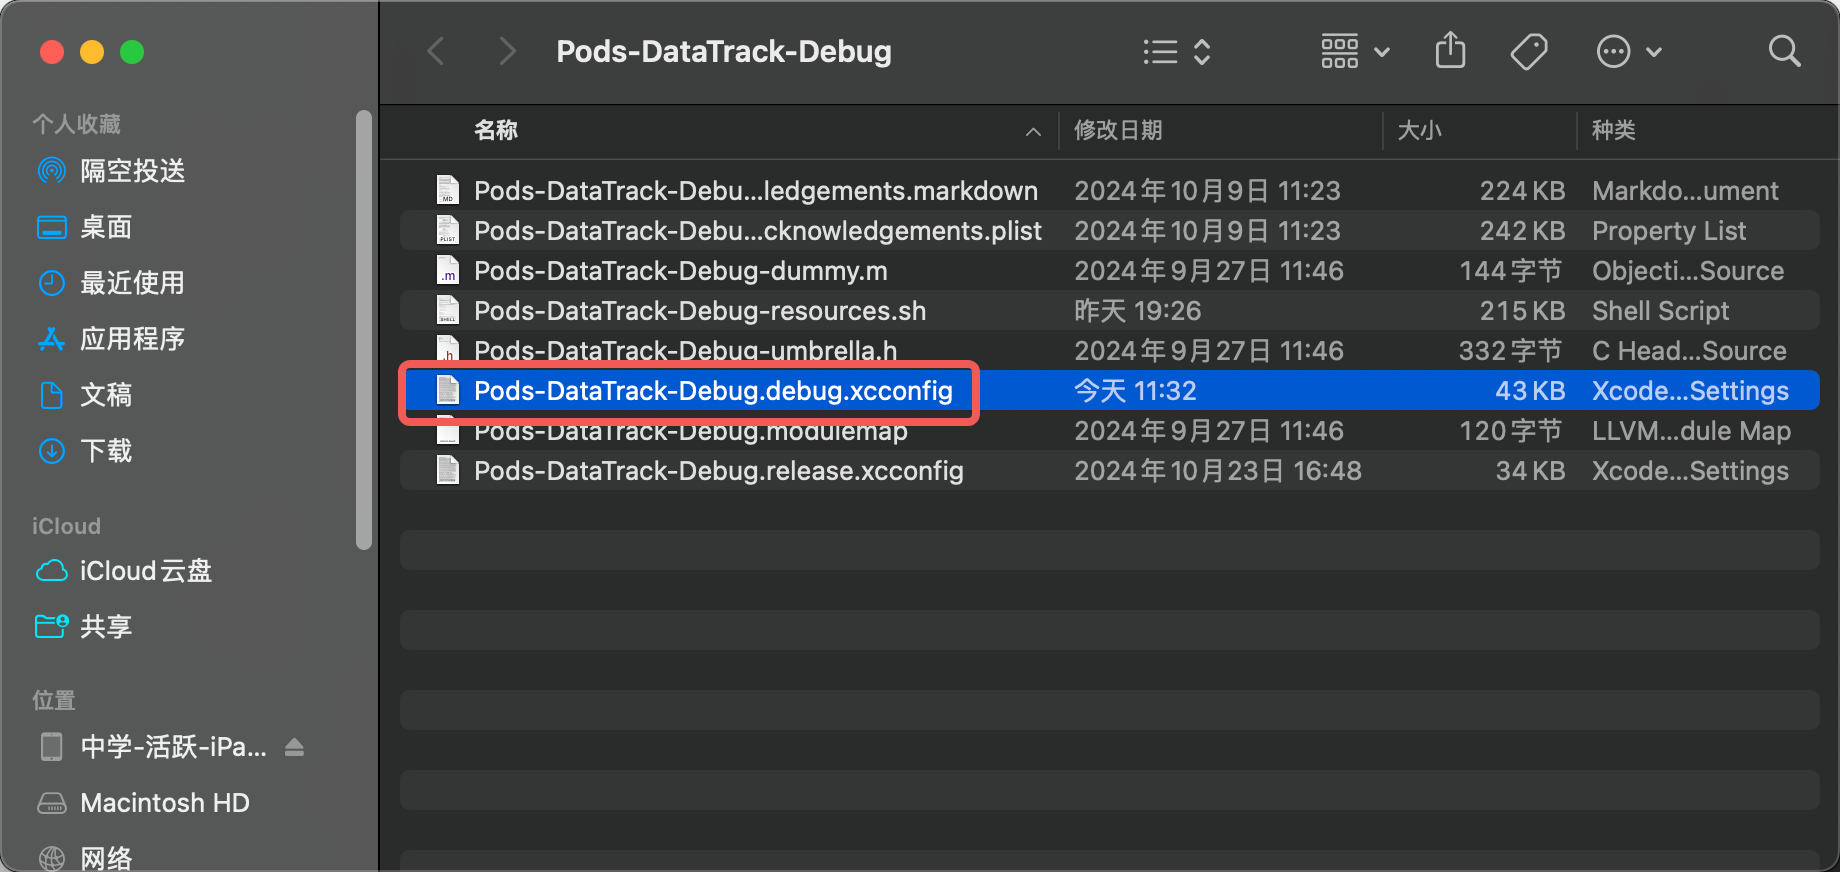 Pods-DataTrack-Debug
个人收藏
隔空投送
桌面
最近使用
应用程序
文稿
下载
iCloud
iCloud云盘
共享
位置
中学-活跃-iPa...
Macintosh HD
网络
名称 修改日期 大小 种类
Pods-DataTrack-Debu...ledgements.markdown 2024年10月9日 11:23 224 KB Markdo...ument
Pods-DataTrack-Debu...cknowledgements.plist 2024年10月9日 11:23 242 KB Property List
Pods-DataTrack-Debug-dummy.m 2024年9月27日 11:46 144字节 Objecti...Source
Pods-DataTrack-Debug-resources.sh 昨天 19:26 215 KB Shell Script
Pods-DataTrack-Debug-umbrella.h 2024年9月27日 11:46 332字节 C Head...Source
Pods-DataTrack-Debug.debug.xcconfig 今天 11:32 43 KB Xcode...Settings
Pods-DataTrack-Debug.modulemap 2024年9月27日 11:46 120字节 LLVM...dule Map
Pods-DataTrack-Debug.release.xcconfig 2024年10月23日 16:48 34 KB Xcode...Settings